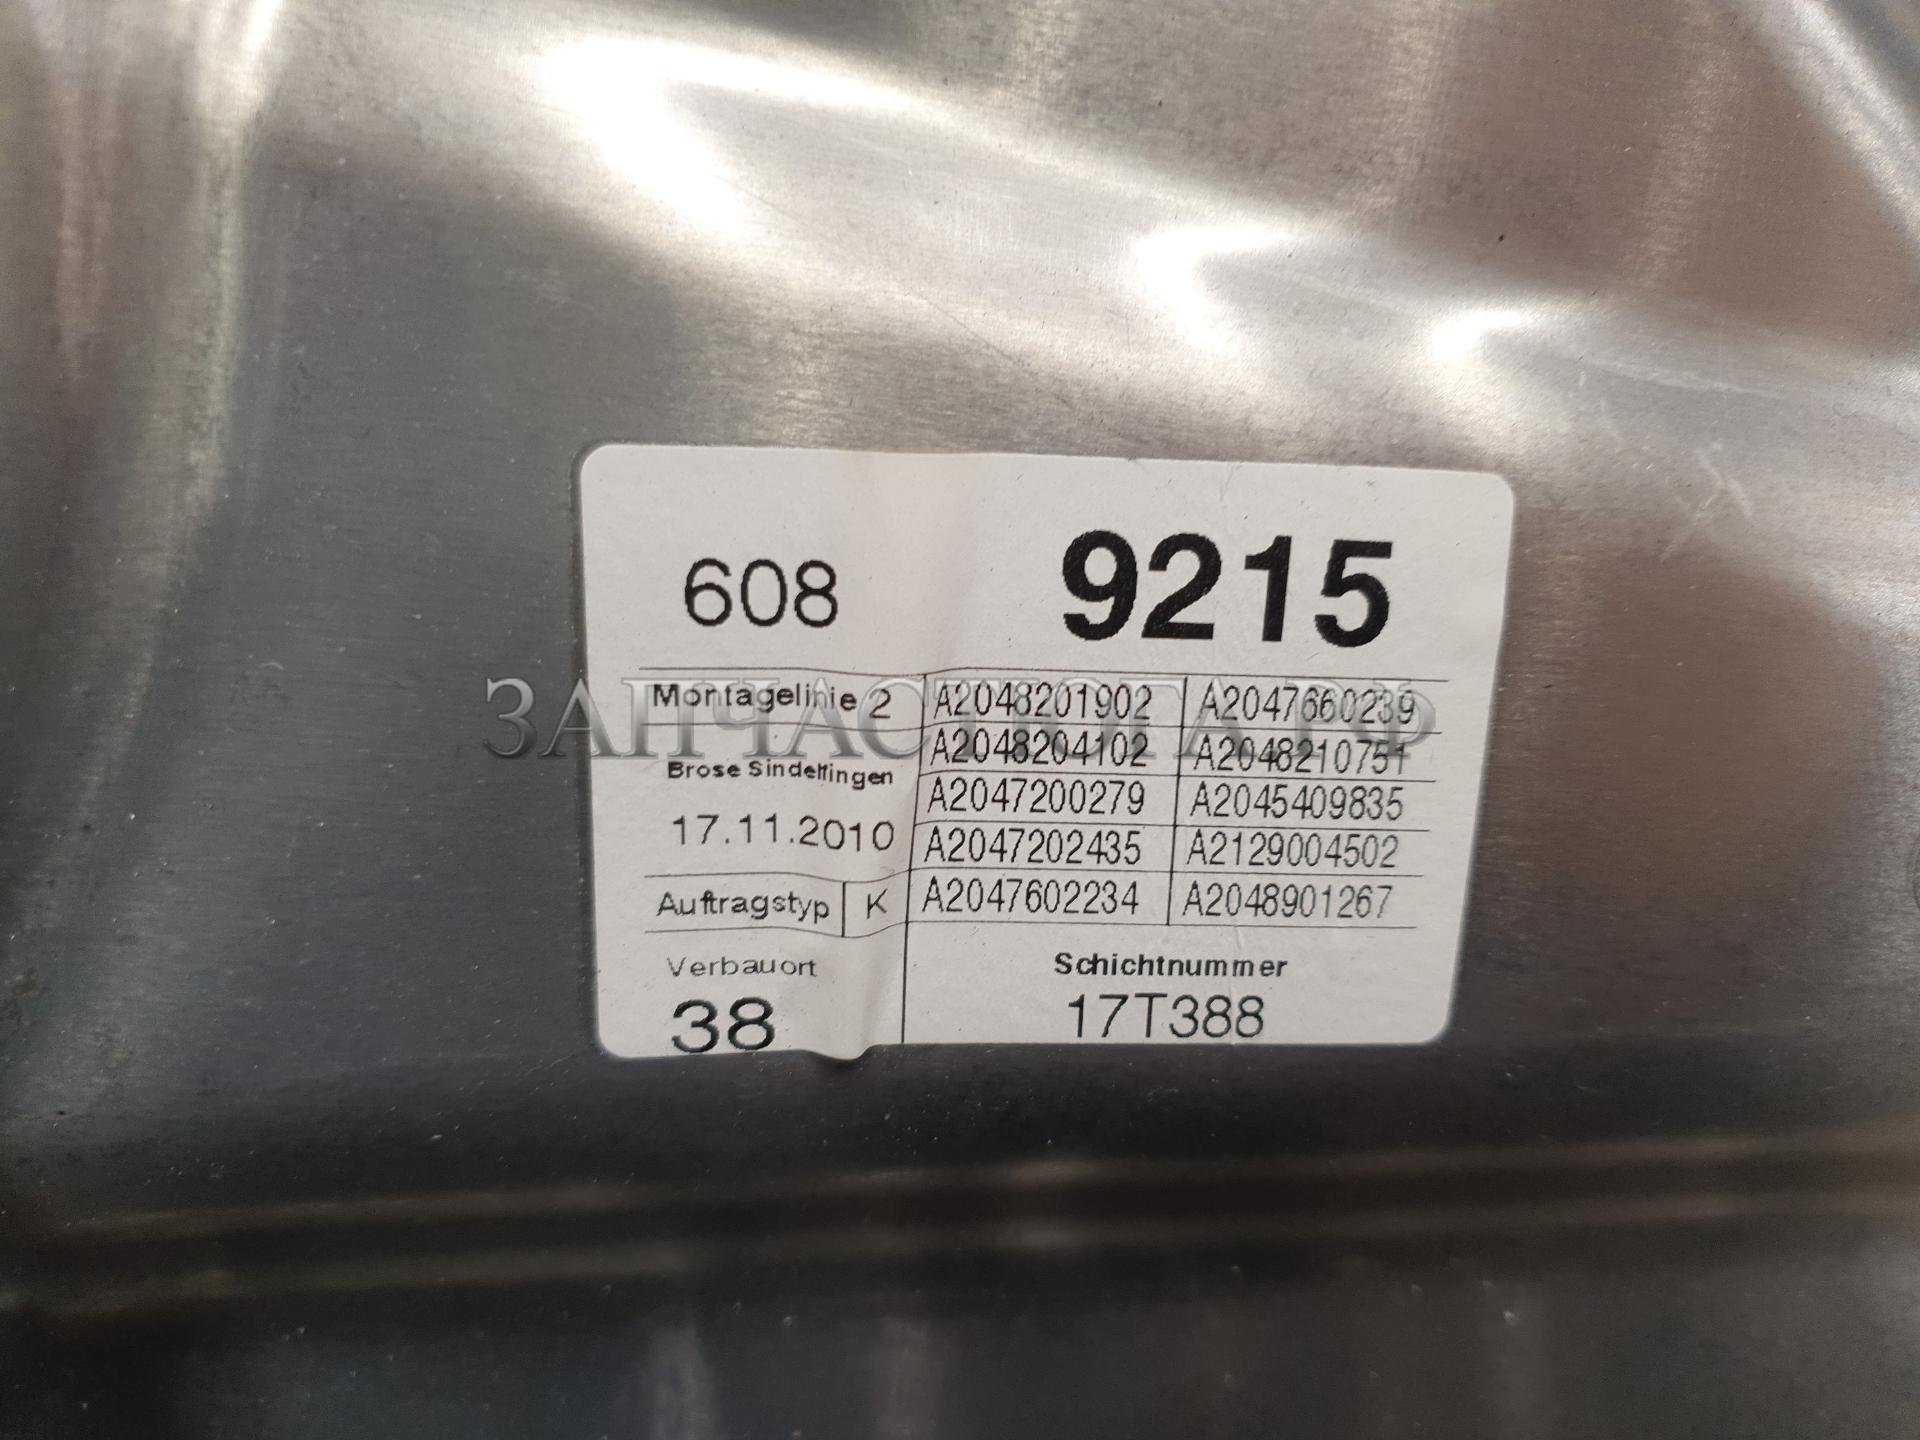 608 9215
Montagelinie 2 A2048201902 A2047660239
ЗАПЧАСТЮГА.РФ
A2048204102 A2048210751
Brose Sindelfingen
A2047200279 A2045409835
17.11.2010
A2047202435 A2129004502
Auftragstyp K A2047602234 A2048901267
Verbauort Schichtnummer
38 17T388